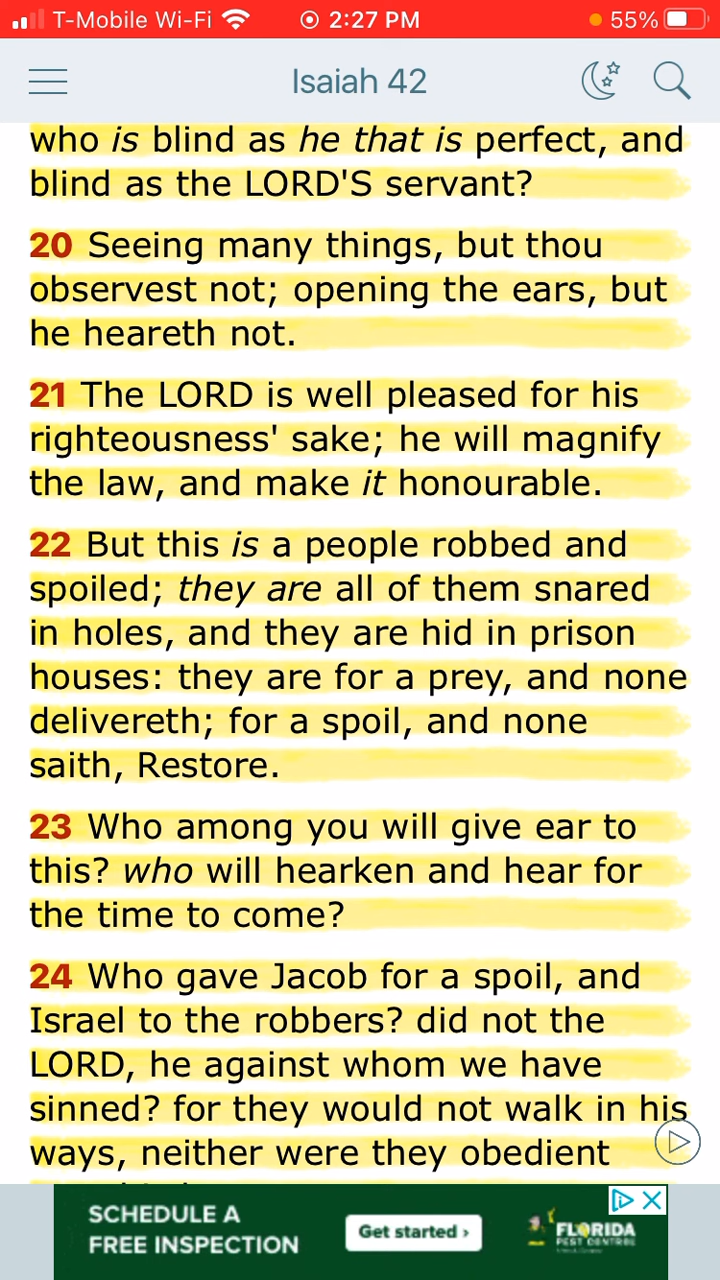 T-Mobile Wi-Fi 2:27 PM 55%
Isaiah 42
who is blind as he that is perfect, and
blind as the LORD'S servant?
20 Seeing many things, but thou
observest not; opening the ears, but
he heareth not.
21 The LORD is well pleased for his
righteousness' sake; he will magnify
the law, and make it honourable.
22 But this is a people robbed and
spoiled; they are all of them snared
in holes, and they are hid in prison
houses: they are for a prey, and none
delivereth; for a spoil, and none
saith, Restore.
23 Who among you will give ear to
this? who will hearken and hear for
the time to come?
24 Who gave Jacob for a spoil, and
Israel to the robbers? did not the
LORD, he against whom we have
sinned? for they would not walk in his
ways, neither were they obedient
SCHEDULE A
FREE INSPECTION
Get started ›
FLORIDA
PEST CONTROL